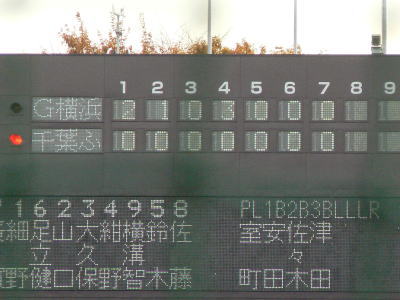 1 2 3 4 5 6 7 8 9
G横浜 2 1 0 3 0 0 0
千葉ふ 0 0 0 0 0 0 0
1 6 2 3 4 9 5 8 PL1B2B3BLLLR
細足山大紺横鈴佐 室安佐津
立 久 溝 々
野健口保野智木藤 町田木田